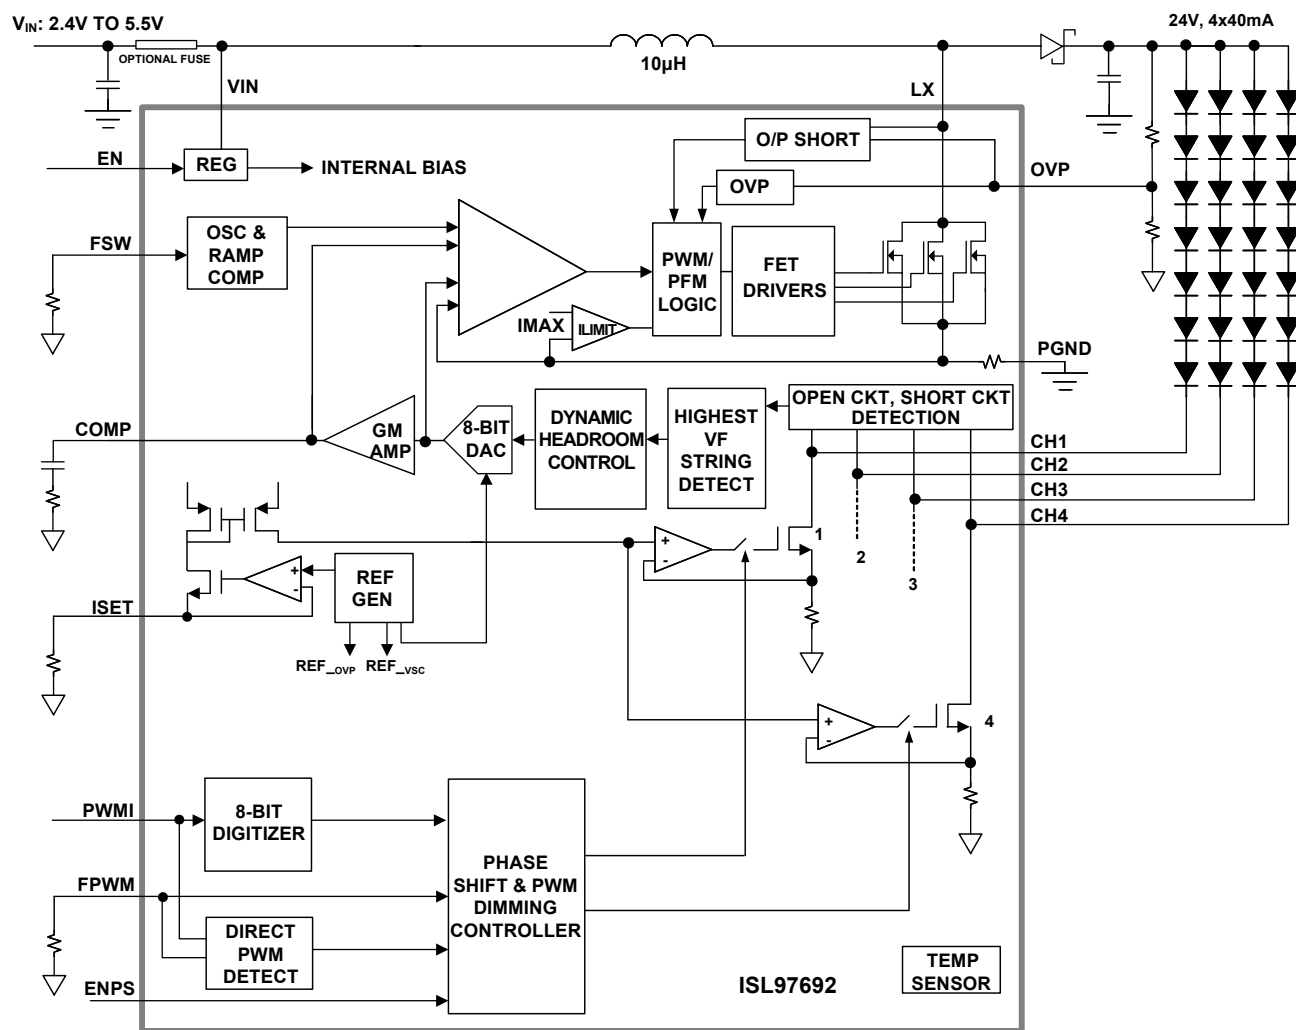 VIN: 2.4V TO 5.5V
24V, 4x40mA
OPTIONAL FUSE
10µH
VIN
LX
O/P SHORT
EN
REG
INTERNAL BIAS
OVP
OVP
FSW
OSC &
RAMP
COMP
PWM/
PFM
LOGIC
FET
DRIVERS
IMAX
ILIMIT
PGND
COMP
GM
AMP
8-BIT
DAC
DYNAMIC
HEADROOM
CONTROL
HIGHEST
VF
STRING
DETECT
OPEN CKT, SHORT CKT
DETECTION
CH1
CH2
CH3
CH4
+
-
1
2
3
+
-
REF
GEN
ISET
REF_OVP
REF_VSC
+
-
4
PWMI
8-BIT
DIGITIZER
FPWM
DIRECT
PWM
DETECT
PHASE
SHIFT & PWM
DIMMING
CONTROLLER
ENPS
ISL97692
TEMP
SENSOR